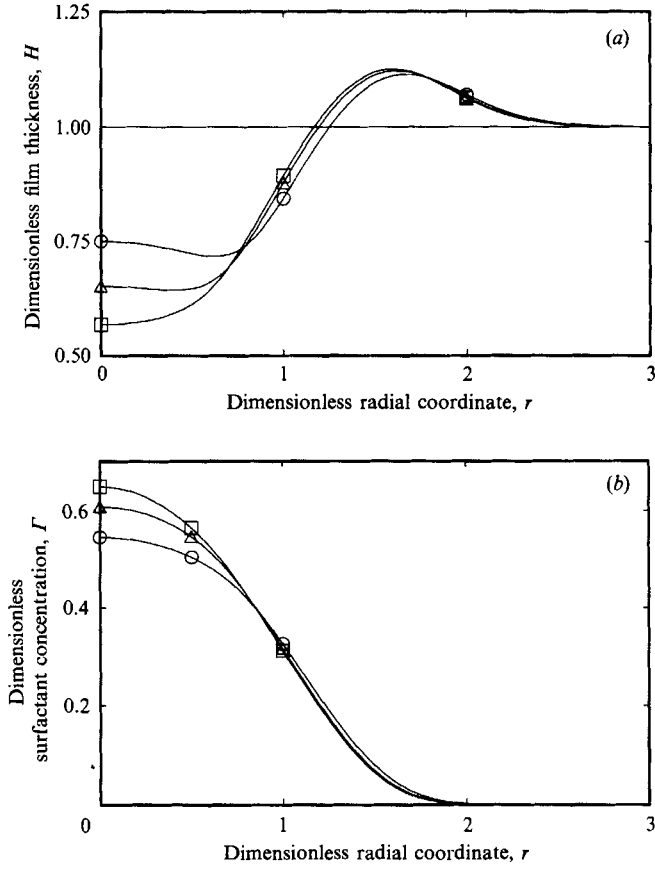 1.25
(a)
1.00
0.75
0.50
Dimensionless film thickness, H
0
1
2
3
Dimensionless radial coordinate, r
(b)
0.6
0.4
0.2
Dimensionless
surfactant concentration, Γ
0
1
2
3
Dimensionless radial coordinate, r